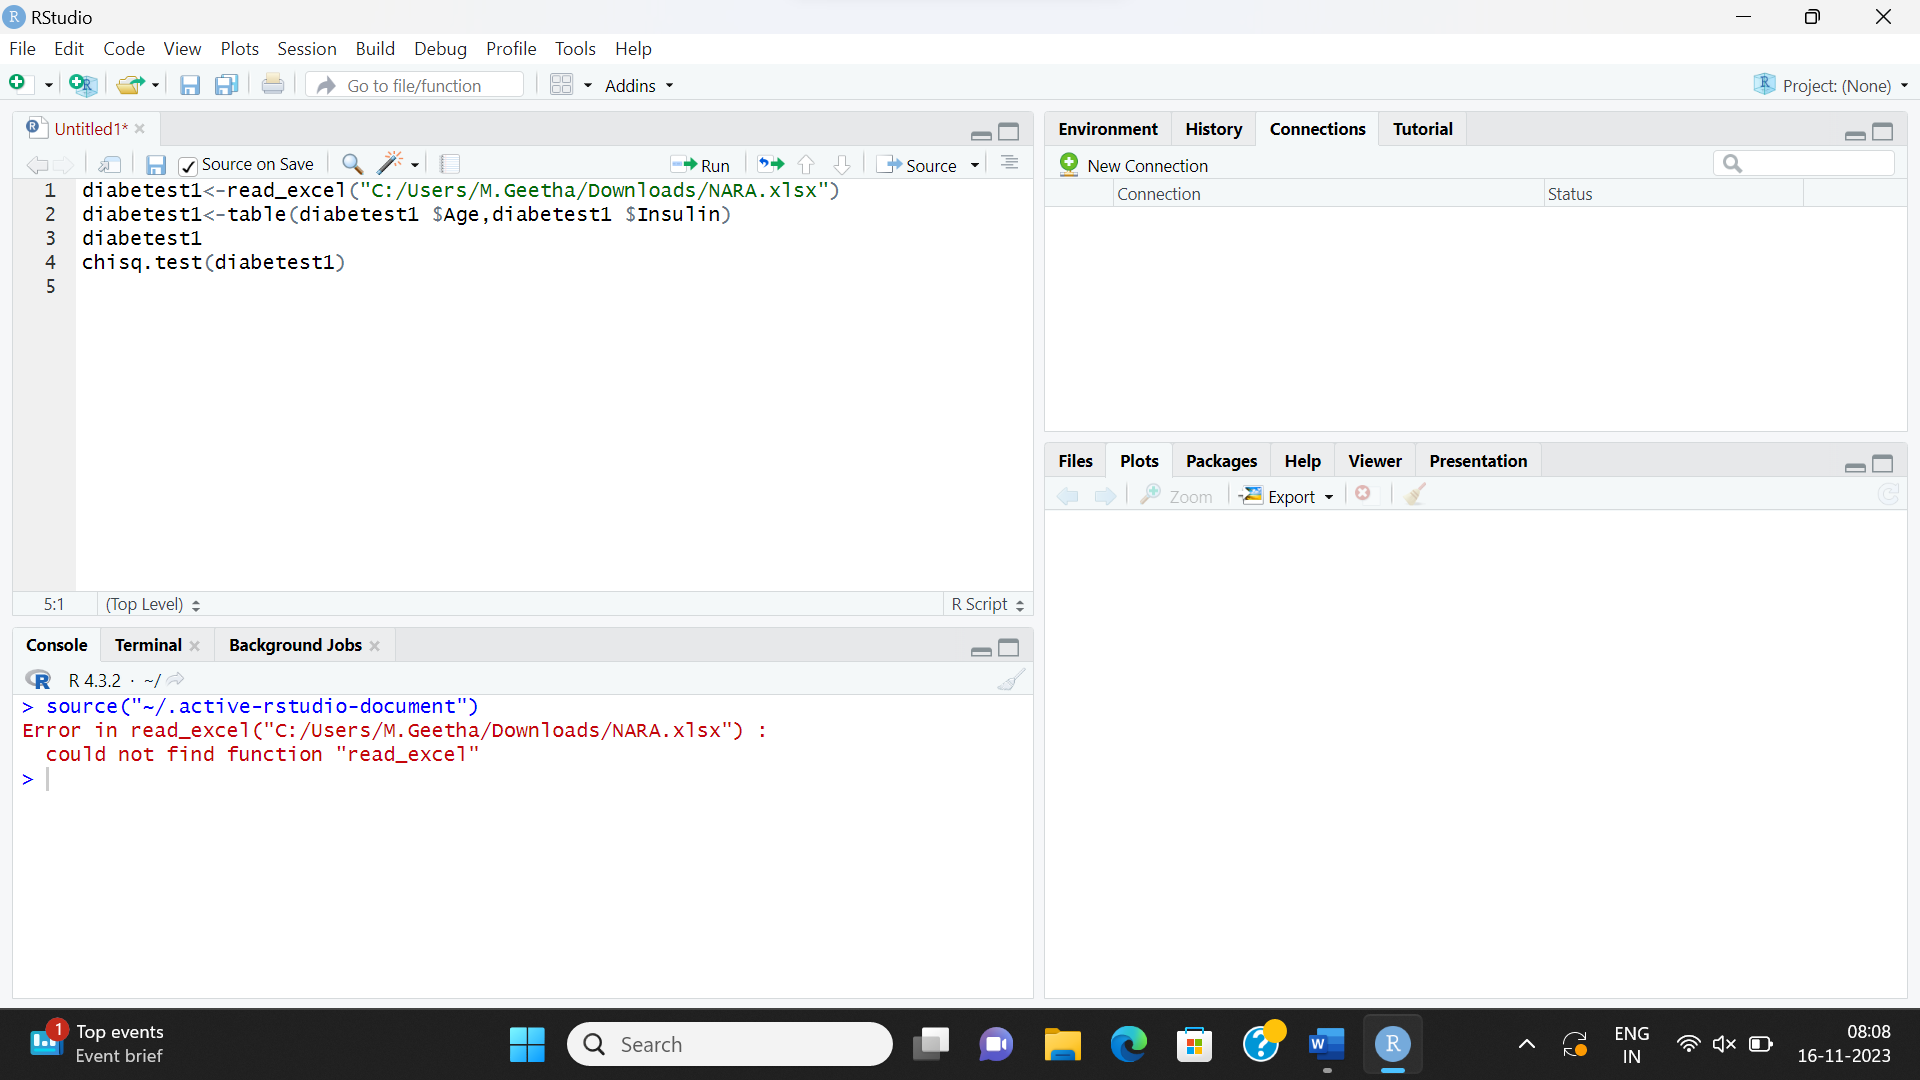 RStudio
File Edit Code View Plots Session Build Debug Profile Tools Help
Go to file/function Addins Project: (None)
Untitled1*
Source on Save Run Source
1 diabetest1<-read_excel("C:/Users/M.Geetha/Downloads/NARA.xlsx")
2 diabetest1<-table(diabetest1 $Age,diabetest1 $Insulin)
3 diabetest1
4 chisq.test(diabetest1)
5
5:1 (Top Level) R Script
Console Terminal Background Jobs
R 4.3.2 · ~/
> source("~/.active-rstudio-document")
Error in read_excel("C:/Users/M.Geetha/Downloads/NARA.xlsx") :
could not find function "read_excel"
>
Environment History Connections Tutorial
New Connection
Connection Status
Files Plots Packages Help Viewer Presentation
Zoom Export
1 Top events
Event brief
Search
ENG
IN
08:08
16-11-2023